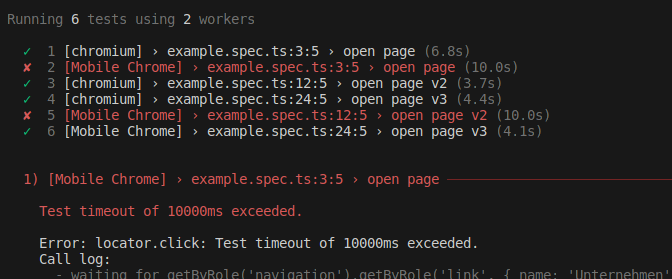 Running 6 tests using 2 workers
✓ 1 [chromium] › example.spec.ts:3:5 › open page (6.8s)
✘ 2 [Mobile Chrome] › example.spec.ts:3:5 › open page (10.0s)
✓ 3 [chromium] › example.spec.ts:12:5 › open page v2 (3.7s)
✓ 4 [chromium] › example.spec.ts:24:5 › open page v3 (4.4s)
✘ 5 [Mobile Chrome] › example.spec.ts:12:5 › open page v2 (10.0s)
✓ 6 [Mobile Chrome] › example.spec.ts:24:5 › open page v3 (4.1s)
1) [Mobile Chrome] › example.spec.ts:3:5 › open page
Test timeout of 10000ms exceeded.
Error: locator.click: Test timeout of 10000ms exceeded.
Call log:
- waiting for getByRole('navigation').getByRole('link', { name: 'Unternehmen'